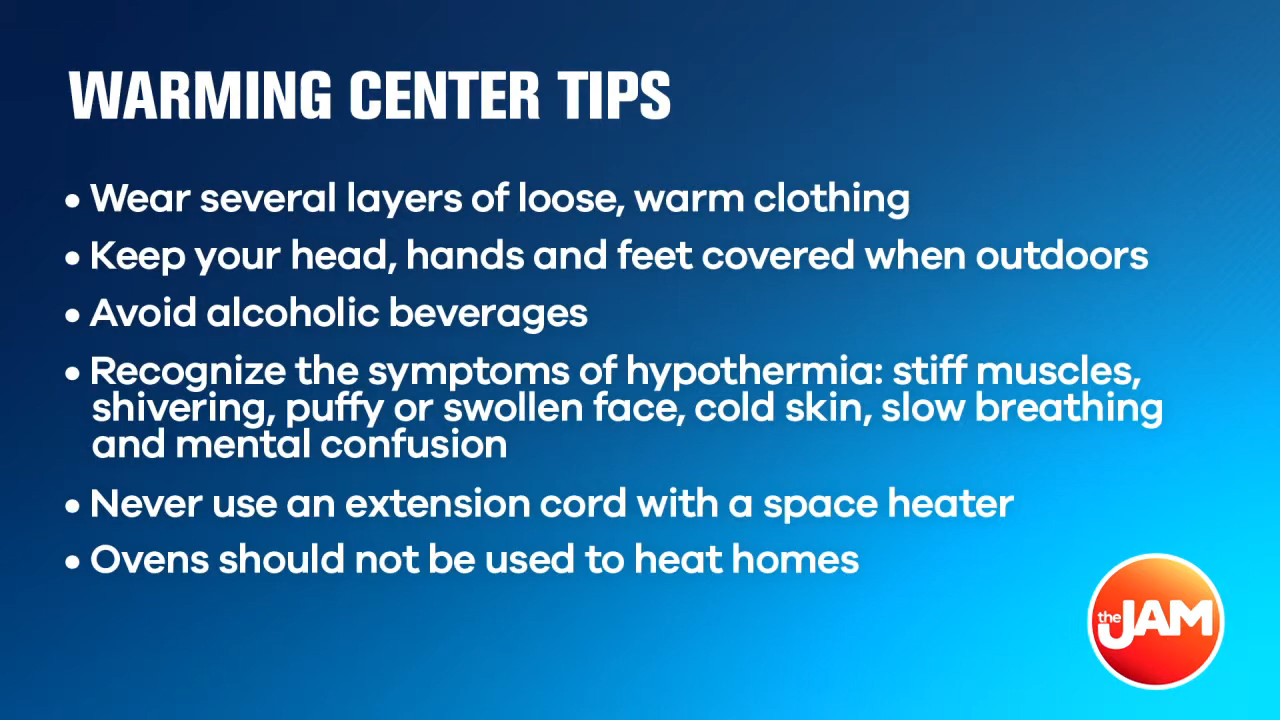 WARMING CENTER TIPS
• Wear several layers of loose, warm clothing
• Keep your head, hands and feet covered when outdoors
• Avoid alcoholic beverages
• Recognize the symptoms of hypothermia: stiff muscles,
shivering, puffy or swollen face, cold skin, slow breathing
and mental confusion
• Never use an extension cord with a space heater
• Ovens should not be used to heat homes
the JAM